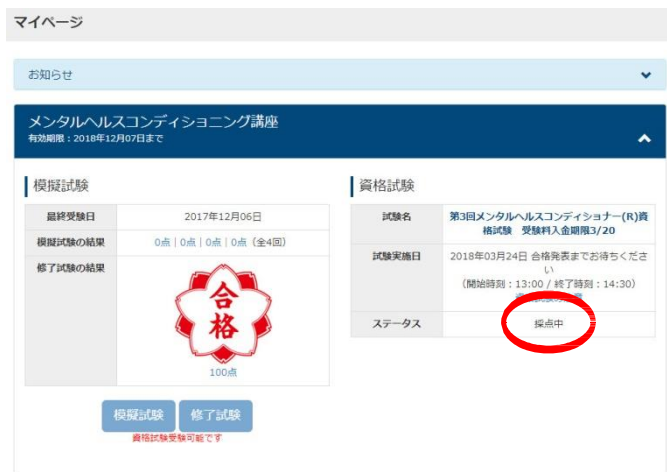 マイページ
お知らせ
メンタルヘルスコンディショニング講座
有効期限：2018年12月07日まで
模擬試験
最終受験日
2017年12月06日
模擬試験の結果
0点 | 0点 | 0点 | 0点（全4回）
修了試験の結果
合格
100点
模擬試験
修了試験
資格試験受験可能です
資格試験
試験名
第3回メンタルヘルスコンディショナー(R)資
格試験　受験料入金期限3/20
試験実施日
2018年03月24日 合格発表までお待ちくださ
い
（開始時刻：13:00 / 終了時刻：14:30）
ステータス
採点中